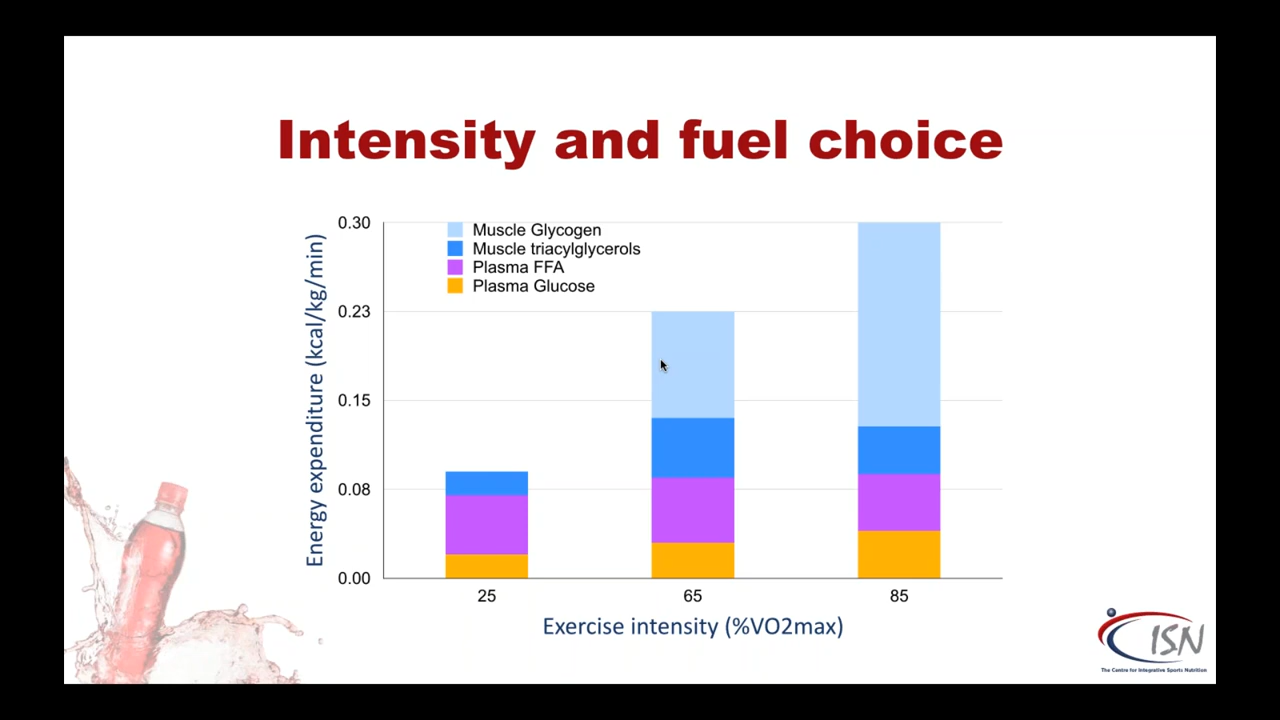 Intensity and fuel choice
Energy expenditure (kcal/kg/min)
0.30
0.23
0.15
0.08
0.00
Muscle Glycogen
Muscle triacylglycerols
Plasma FFA
Plasma Glucose
25 65 85
Exercise intensity (%VO2max)
CISN
The Centre for Integrative Sports Nutrition